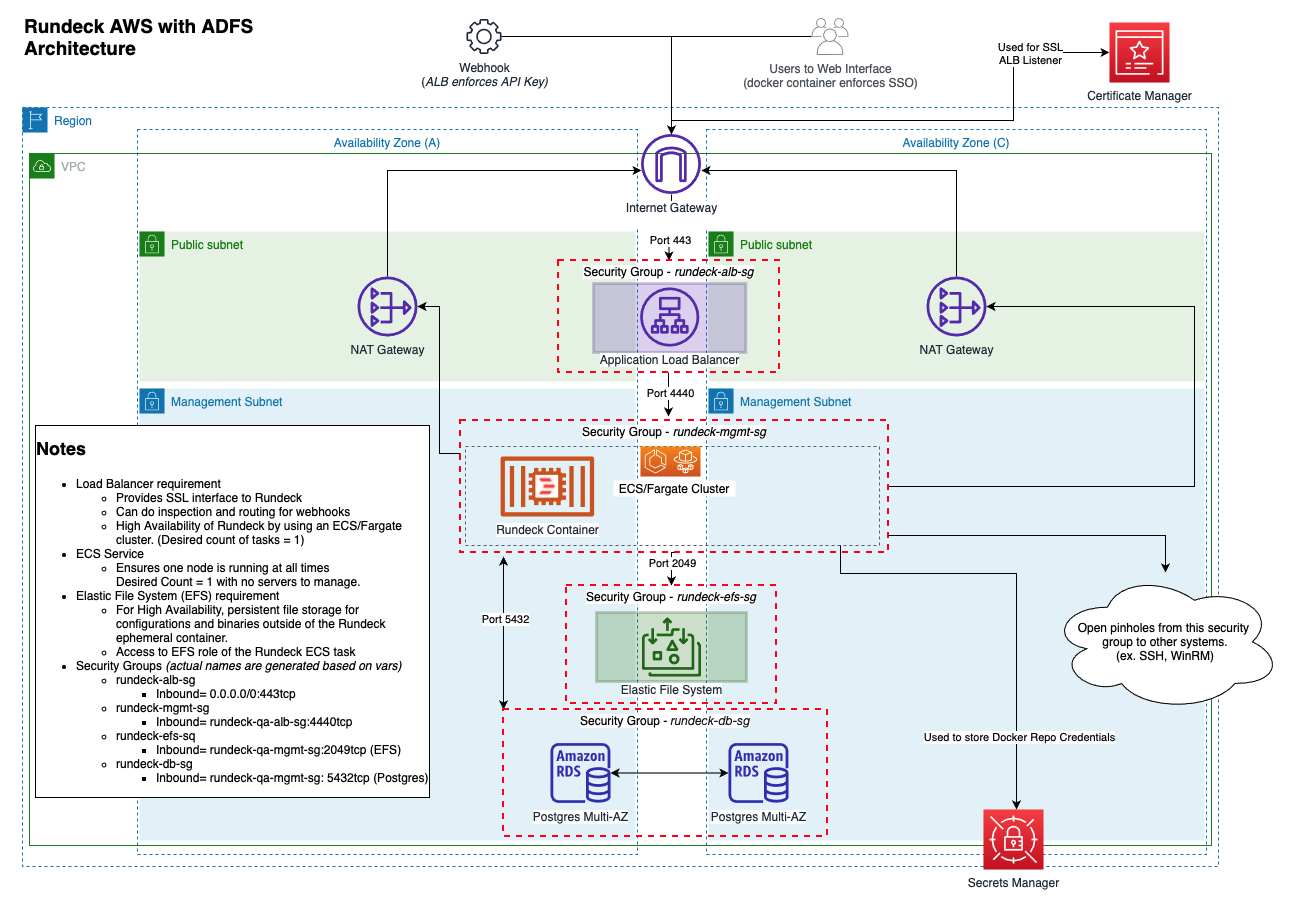 Rundeck AWS with ADFS
Architecture
Webhook
(ALB enforces API Key)
Users to Web Interface
(docker container enforces SSO)
Used for SSL
ALB Listener
Certificate Manager
Region
Availability Zone (A)
Availability Zone (C)
VPC
Internet Gateway
Public subnet
Port 443
Public subnet
Security Group - rundeck-alb-sg
NAT Gateway
Application Load Balancer
NAT Gateway
Port 4440
Management Subnet
Management Subnet
Security Group - rundeck-mgmt-sg
ECS/Fargate Cluster
Rundeck Container
Notes
• Load Balancer requirement
◦ Provides SSL interface to Rundeck
◦ Can do inspection and routing for webhooks
◦ High Availability of Rundeck by using an ECS/Fargate
cluster. (Desired count of tasks = 1)
• ECS Service
◦ Ensures one node is running at all times
Desired Count = 1 with no servers to manage.
• Elastic File System (EFS) requirement
◦ For High Availability, persistent file storage for
configurations and binaries outside of the Rundeck
ephemeral container.
◦ Access to EFS role of the Rundeck ECS task
• Security Groups (actual names are generated based on vars)
◦ rundeck-alb-sg
▪ Inbound= 0.0.0.0/0:443tcp
◦ rundeck-mgmt-sg
▪ Inbound= rundeck-qa-alb-sg:4440tcp
◦ rundeck-efs-sq
▪ Inbound= rundeck-qa-mgmt-sg:2049tcp (EFS)
◦ rundeck-db-sg
▪ Inbound= rundeck-qa-mgmt-sg: 5432tcp (Postgres)
Port 2049
Security Group - rundeck-efs-sg
Port 5432
Elastic File System
Open pinholes from this security
group to other systems.
(ex. SSH, WinRM)
Security Group - rundeck-db-sg
Amazon
RDS
Amazon
RDS
Postgres Multi-AZ
Postgres Multi-AZ
Used to store Docker Repo Credentials
Secrets Manager